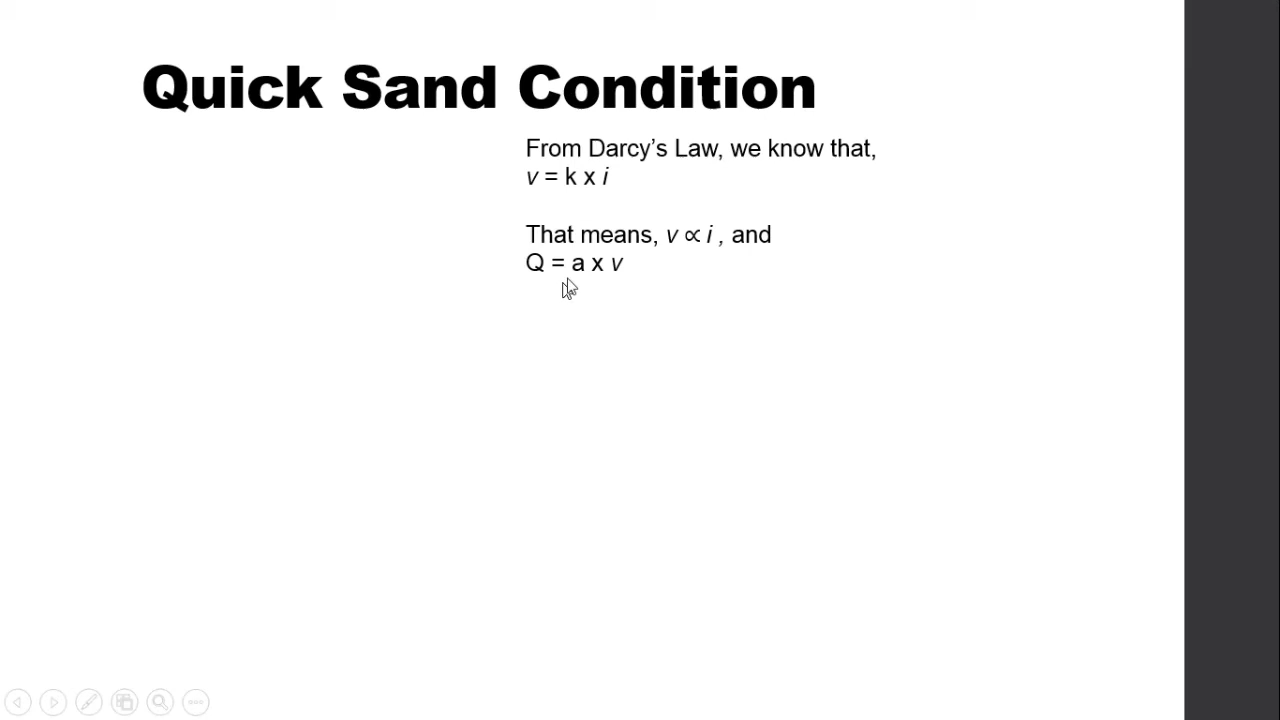 Quick Sand Condition
From Darcy’s Law, we know that,
v = k x i
That means, v ∝ i , and
Q = a x v